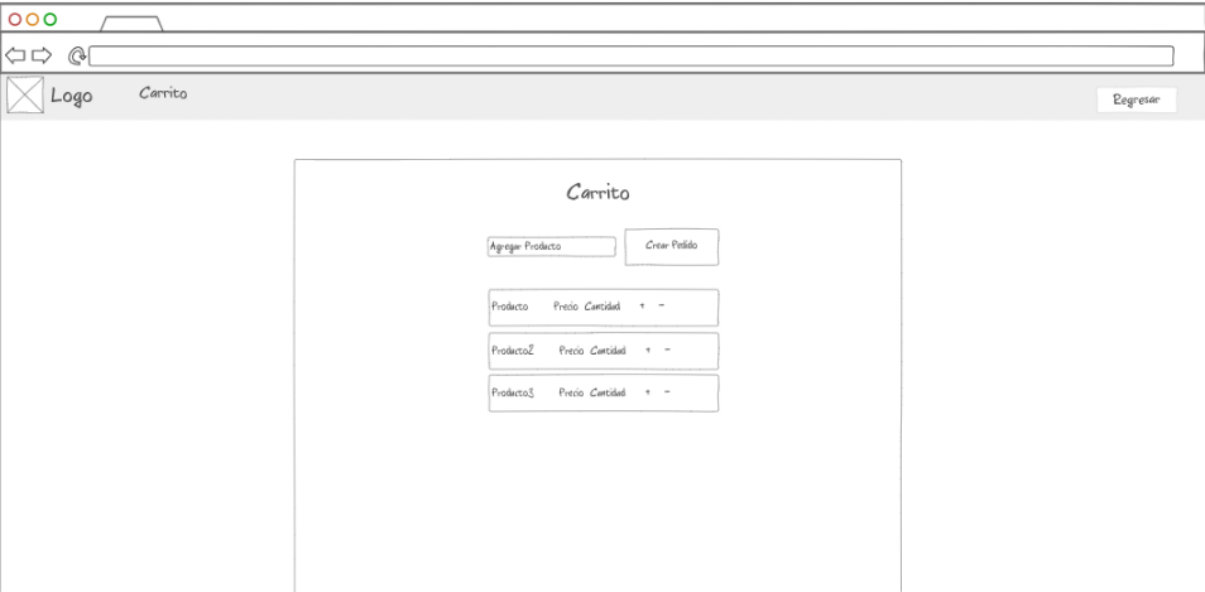 Logo Carrito Regresar
Carrito
Agregar Producto Crear Pedido
Producto Precio Cantidad + -
Producto2 Precio Cantidad + -
Producto3 Precio Cantidad + -